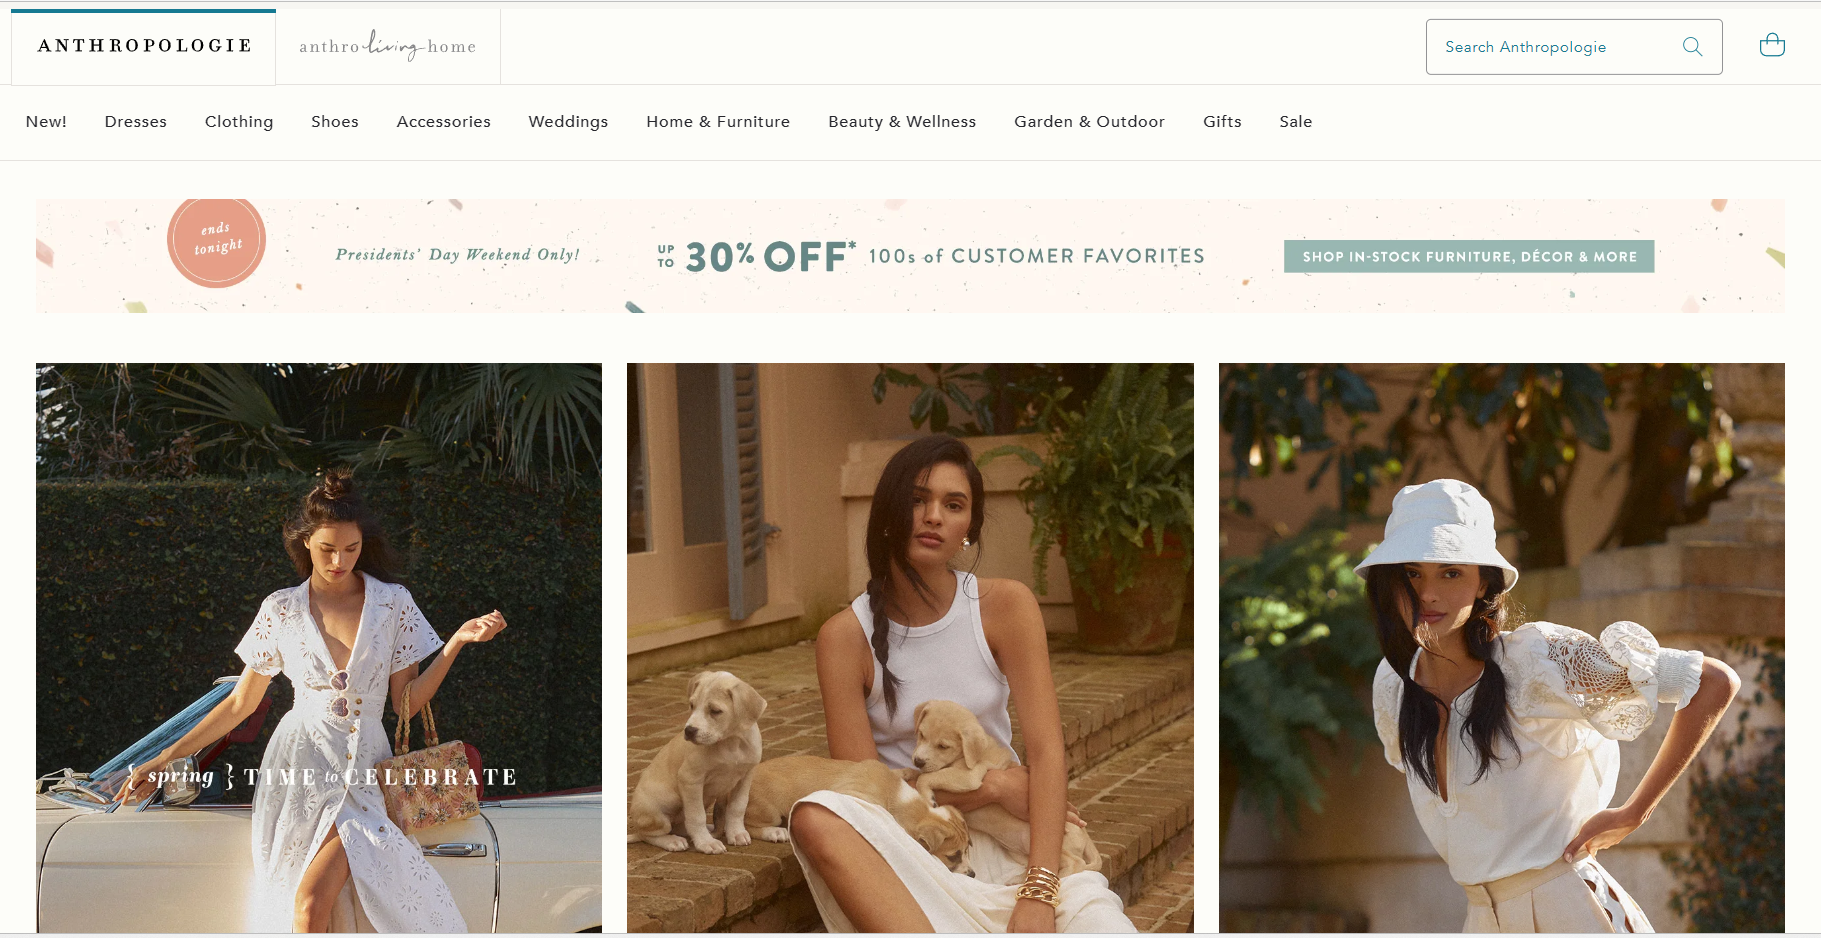 ANTHROPOLOGIE
anthroliving home
Search Anthropologie
New! Dresses Clothing Shoes Accessories Weddings Home & Furniture Beauty & Wellness Garden & Outdoor Gifts Sale
ends
tonight
Presidents’ Day Weekend Only!
UP
TO
30% OFF* 100s of CUSTOMER FAVORITES
SHOP IN-STOCK FURNITURE, DÉCOR & MORE
{ spring } TIME to CELEBRATE